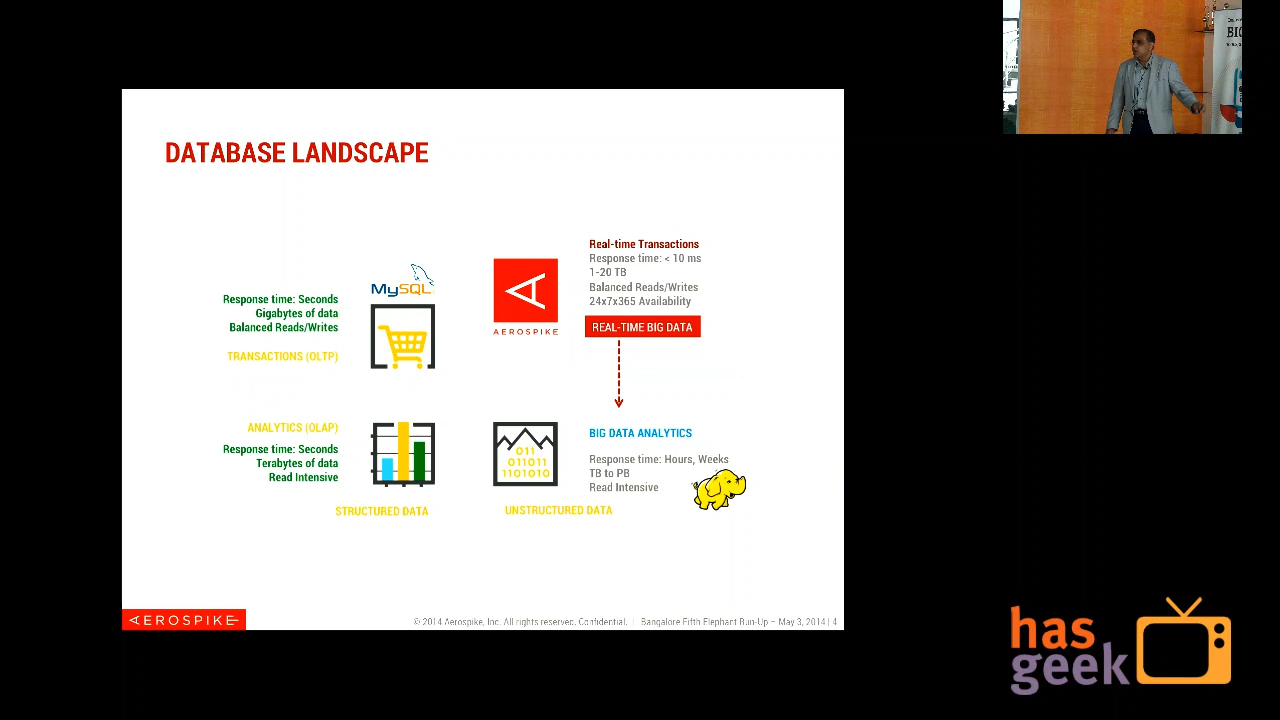 DATABASE LANDSCAPE
MySQL
Response time: Seconds
Gigabytes of data
Balanced Reads/Writes
TRANSACTIONS (OLTP)
AEROSPIKE
Real-time Transactions
Response time: < 10 ms
1-20 TB
Balanced Reads/Writes
24x7x365 Availability
REAL-TIME BIG DATA
ANALYTICS (OLAP)
Response time: Seconds
Terabytes of data
Read Intensive
011
011011
1101010
BIG DATA ANALYTICS
Response time: Hours, Weeks
TB to PB
Read Intensive
STRUCTURED DATA
UNSTRUCTURED DATA
AEROSPIKE
© 2014 Aerospike, Inc. All rights reserved. Confidential. | Bangalore Fifth Elephant Run-Up – May 3, 2014 | 4
has
geek